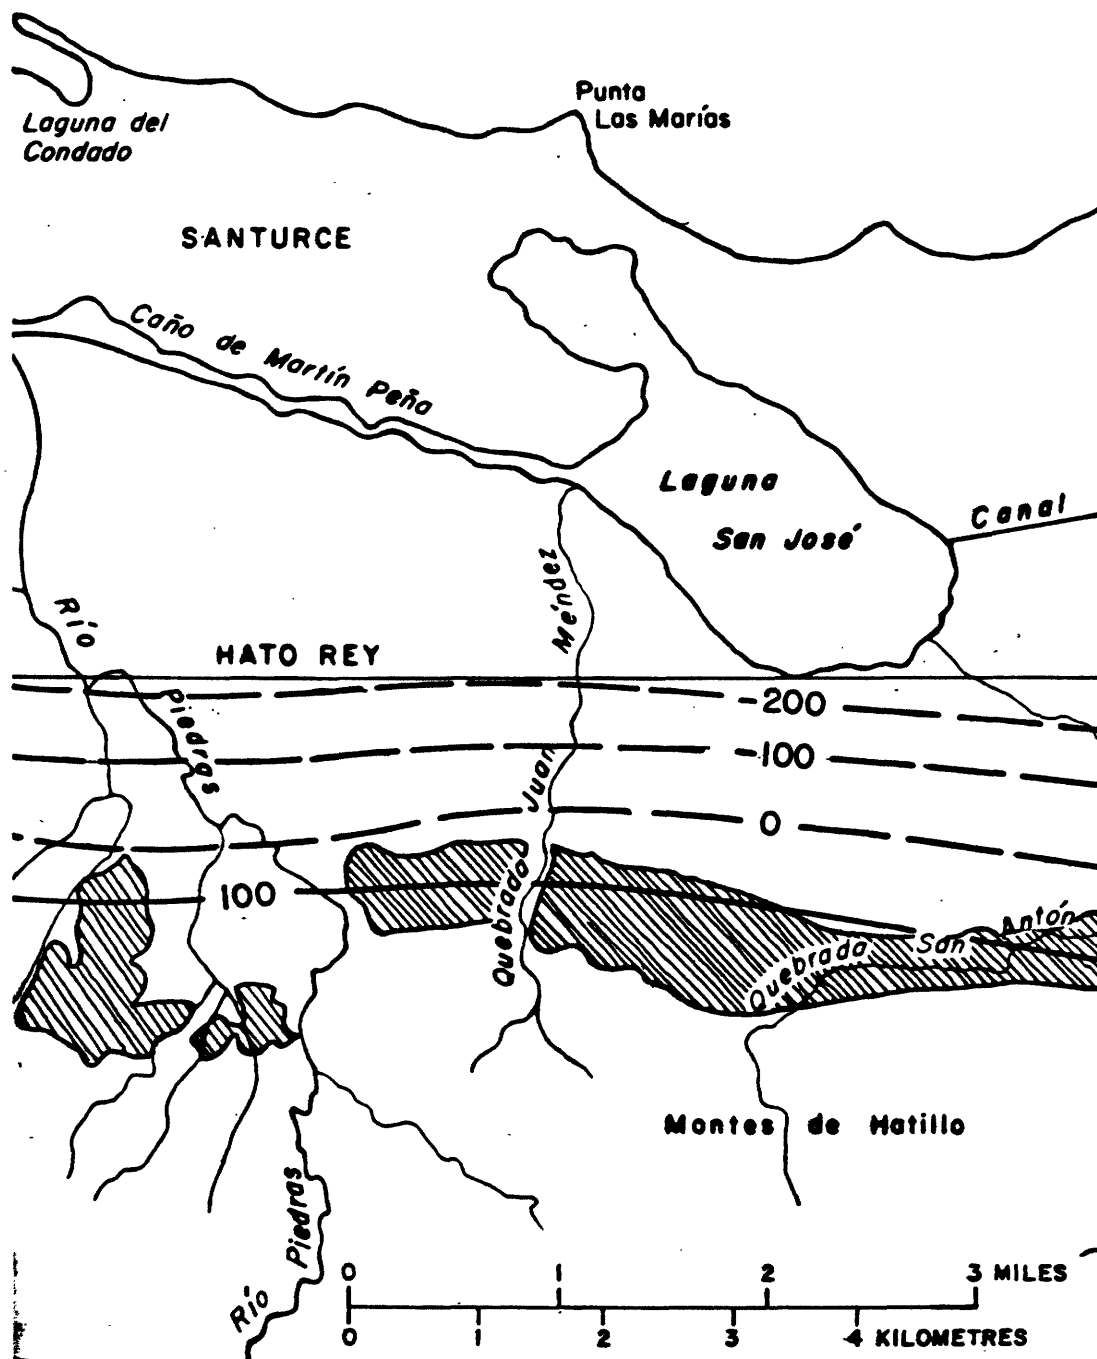 Punta
Las Marías
Laguna del
Condado
SANTURCE
Caño de Martín Peña
Laguna
San José
Canal
Río Piedras
HATO REY
Quebrada Juan Méndez
-200
-100
0
100
Quebrada San Antón
Montes de Hatillo
Río Piedras
0 1 2 3 MILES
0 1 2 3 4 KILOMETRES